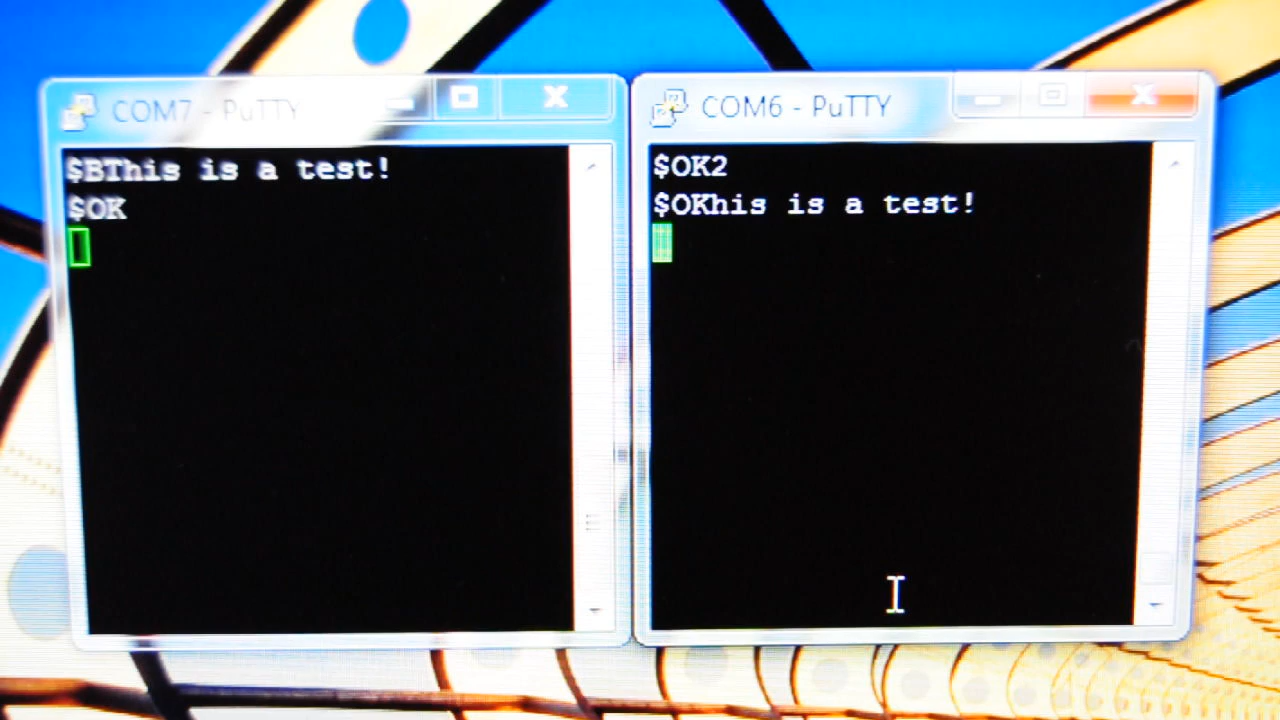 COM7 - PuTTY
$BThis is a test!
$OK
COM6 - PuTTY
$OK2
$OKhis is a test!